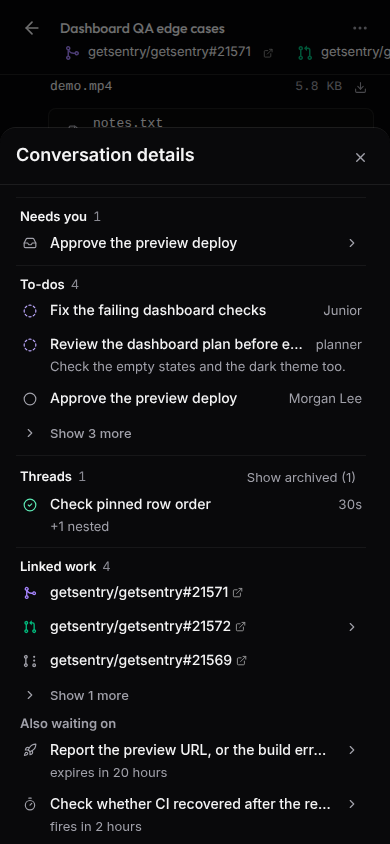 Dashboard QA edge cases
getsentry/getsentry#21571
getsentry/g
demo.mp4 5.8 KB
notes.txt
Conversation details
Needs you 1
Approve the preview deploy
To-dos 4
Fix the failing dashboard checks Junior
Review the dashboard plan before e... planner
Check the empty states and the dark theme too.
Approve the preview deploy Morgan Lee
Show 3 more
Threads 1 Show archived (1)
Check pinned row order 30s
+1 nested
Linked work 4
getsentry/getsentry#21571
getsentry/getsentry#21572
getsentry/getsentry#21569
Show 1 more
Also waiting on
Report the preview URL, or the build err...
expires in 20 hours
Check whether CI recovered after the re...
fires in 2 hours